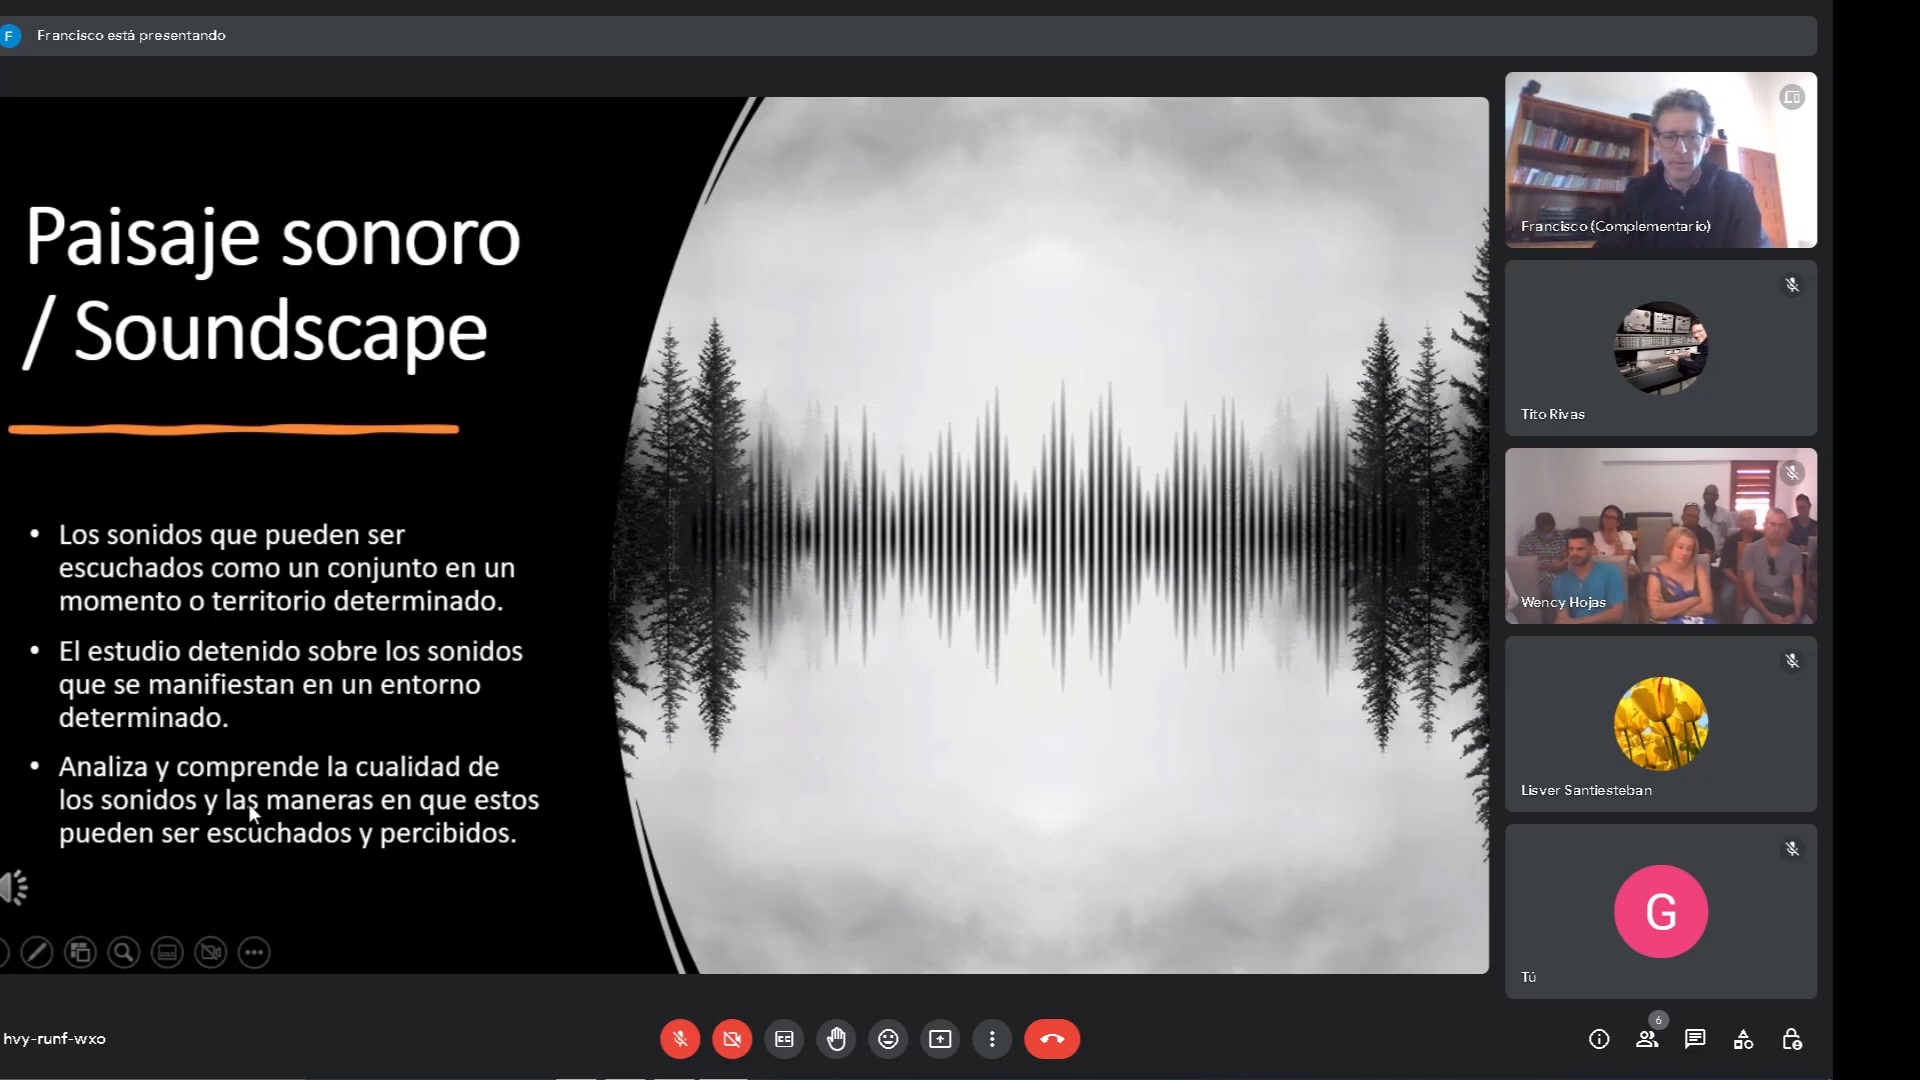 F
Francisco está presentando
Paisaje sonoro
/ Soundscape
• Los sonidos que pueden ser
escuchados como un conjunto en un
momento o territorio determinado.
• El estudio detenido sobre los sonidos
que se manifiestan en un entorno
determinado.
• Analiza y comprende la cualidad de
los sonidos y las maneras en que estos
pueden ser escuchados y percibidos.
Francisco (Complementario)
Tito Rivas
Wency Hojas
Lisver Santiesteban
G
Tú
hvy-runf-wxo
6